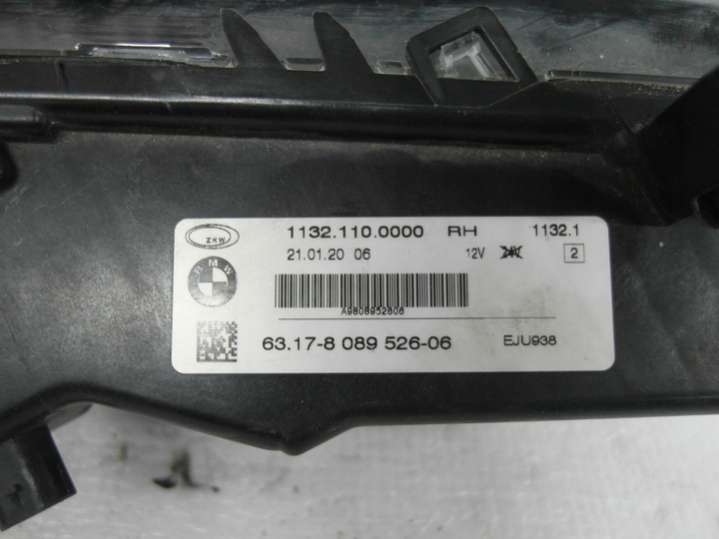 ZKW 1132.110.0000 RH 1132.1
21.01.20 06 12V 2
BMW
A9808952606
63.17-8 089 526-06 EJU938